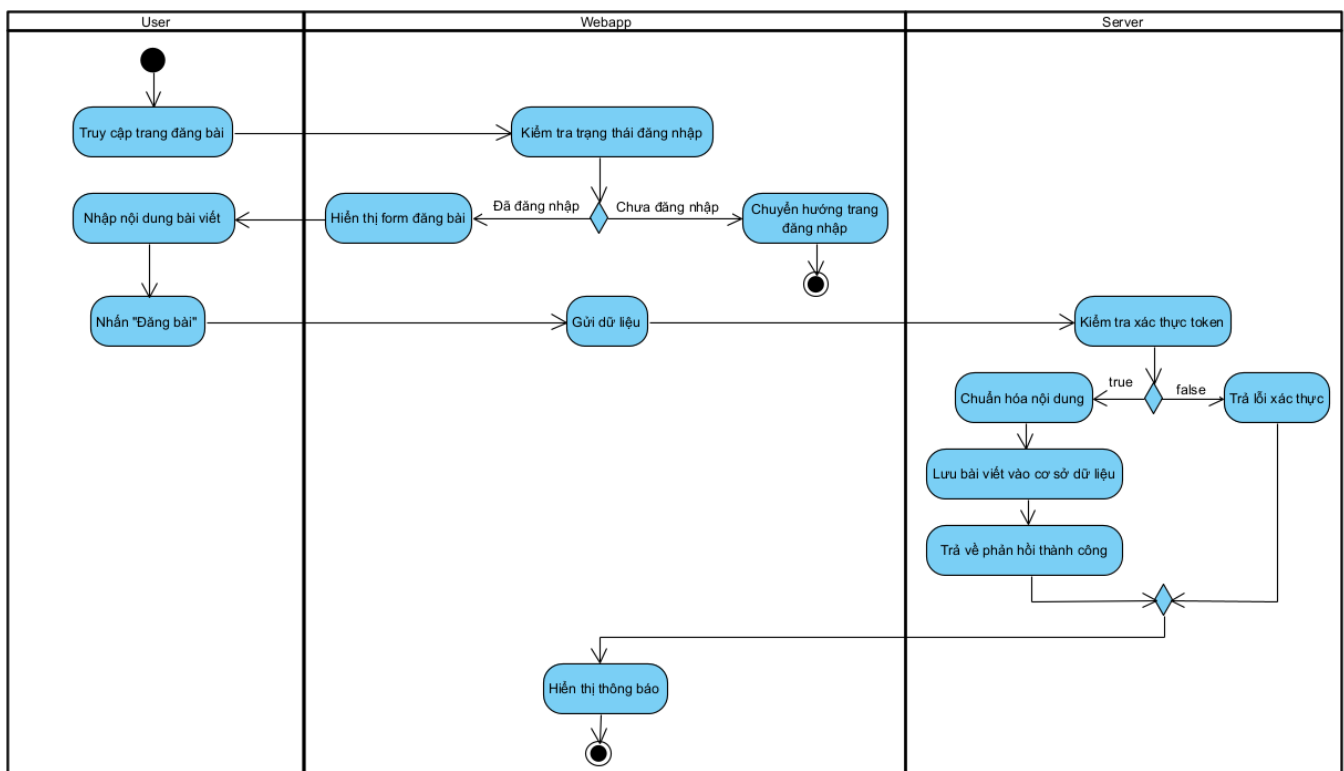 User
Webapp
Server
Truy cập trang đăng bài
Kiểm tra trạng thái đăng nhập
Nhập nội dung bài viết
Hiển thị form đăng bài
Đã đăng nhập
Chưa đăng nhập
Chuyển hướng trang
đăng nhập
Nhấn "Đăng bài"
Gửi dữ liệu
Kiểm tra xác thực token
true
false
Chuẩn hóa nội dung
Trả lỗi xác thực
Lưu bài viết vào cơ sở dữ liệu
Trả về phản hồi thành công
Hiển thị thông báo